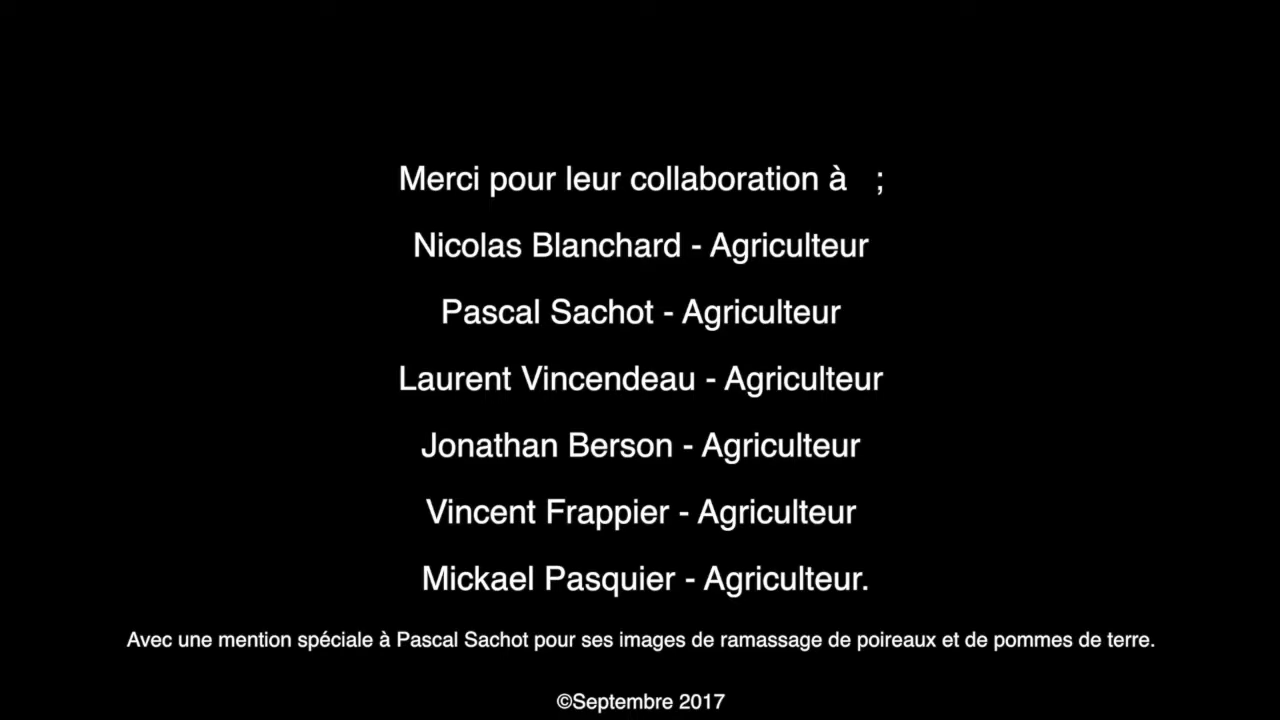 Merci pour leur collaboration à ;
Nicolas Blanchard - Agriculteur
Pascal Sachot - Agriculteur
Laurent Vincendeau - Agriculteur
Jonathan Berson - Agriculteur
Vincent Frappier - Agriculteur
Mickael Pasquier - Agriculteur.
Avec une mention spéciale à Pascal Sachot pour ses images de ramassage de poireaux et de pommes de terre.
©Septembre 2017